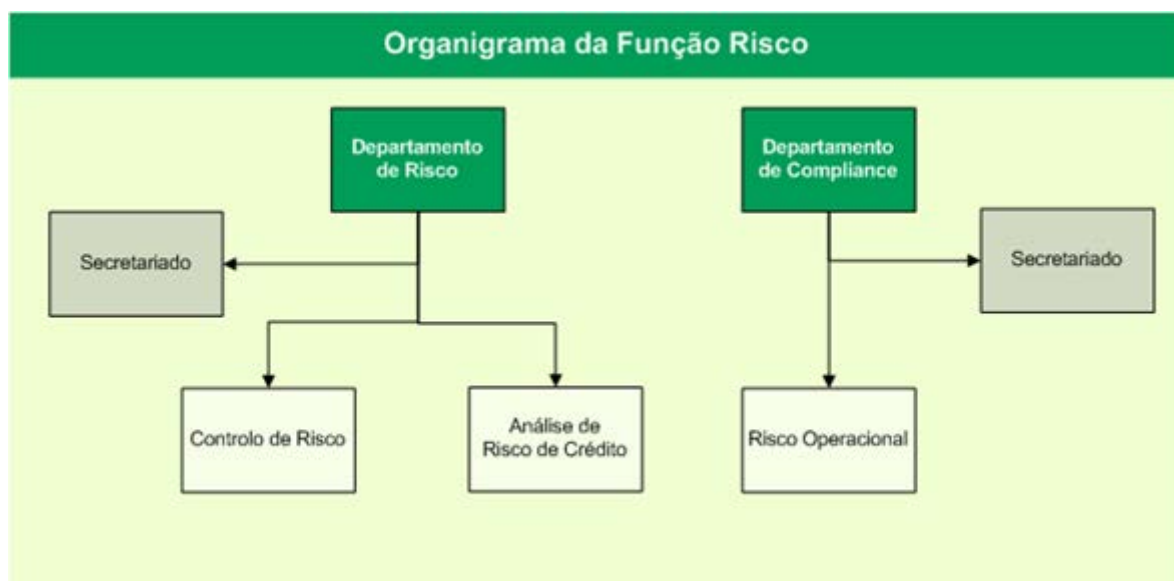 Organigrama da Função Risco
Departamento
de Risco
Departamento
de Compliance
Secretariado
Secretariado
Controlo de Risco
Análise de
Risco de Crédito
Risco Operacional